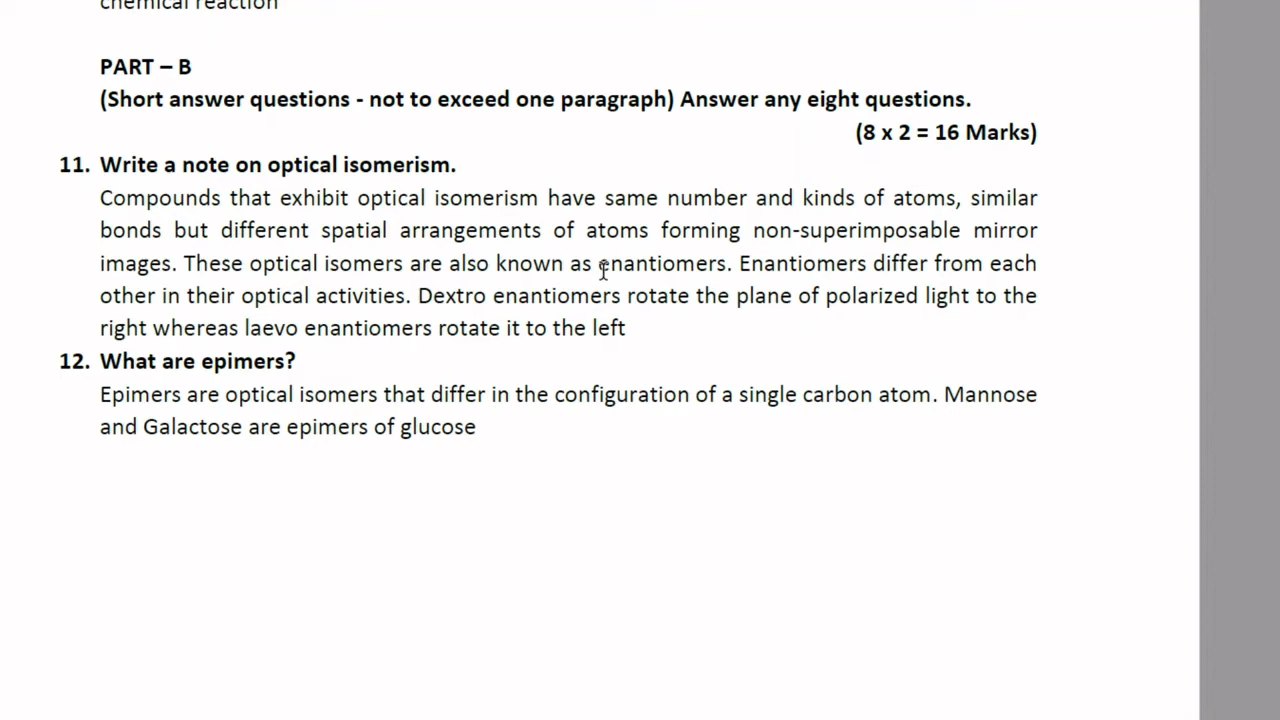 chemical reaction
PART – B
(Short answer questions - not to exceed one paragraph) Answer any eight questions.
(8 x 2 = 16 Marks)
11. Write a note on optical isomerism.
Compounds that exhibit optical isomerism have same number and kinds of atoms, similar
bonds but different spatial arrangements of atoms forming non-superimposable mirror
images. These optical isomers are also known as enantiomers. Enantiomers differ from each
other in their optical activities. Dextro enantiomers rotate the plane of polarized light to the
right whereas laevo enantiomers rotate it to the left
12. What are epimers?
Epimers are optical isomers that differ in the configuration of a single carbon atom. Mannose
and Galactose are epimers of glucose